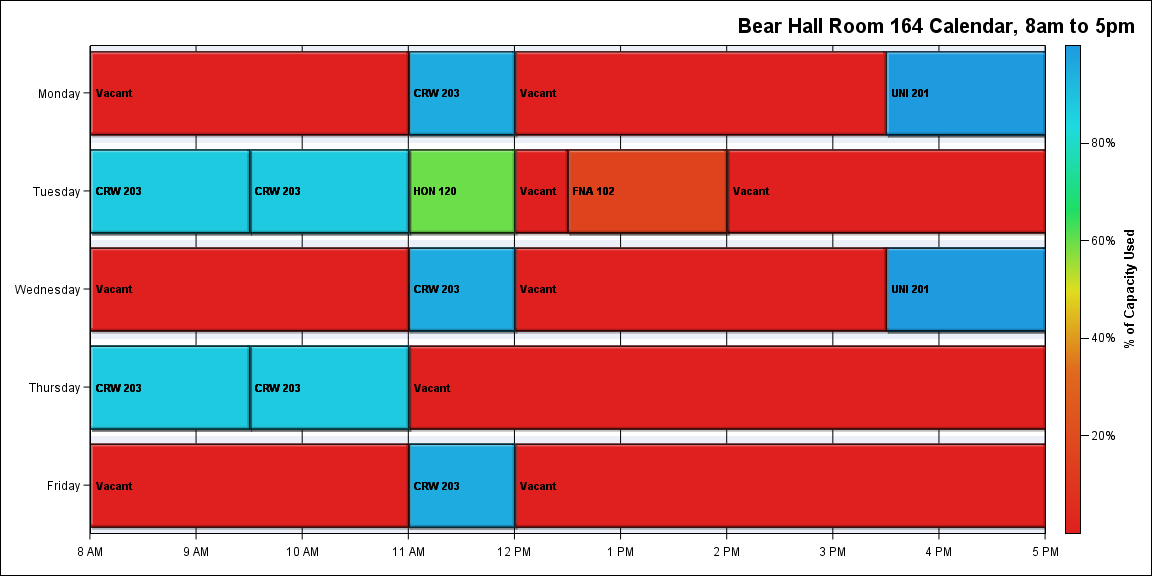 Bear Hall Room 164 Calendar, 8am to 5pm
Monday
Vacant
CRW 203
Vacant
UNI 201
Tuesday
CRW 203
CRW 203
HON 120
Vacant
FNA 102
Vacant
Wednesday
Vacant
CRW 203
Vacant
UNI 201
Thursday
CRW 203
CRW 203
Vacant
Friday
Vacant
CRW 203
Vacant
8 AM
9 AM
10 AM
11 AM
12 PM
1 PM
2 PM
3 PM
4 PM
5 PM
80%
60%
40%
20%
% of Capacity Used